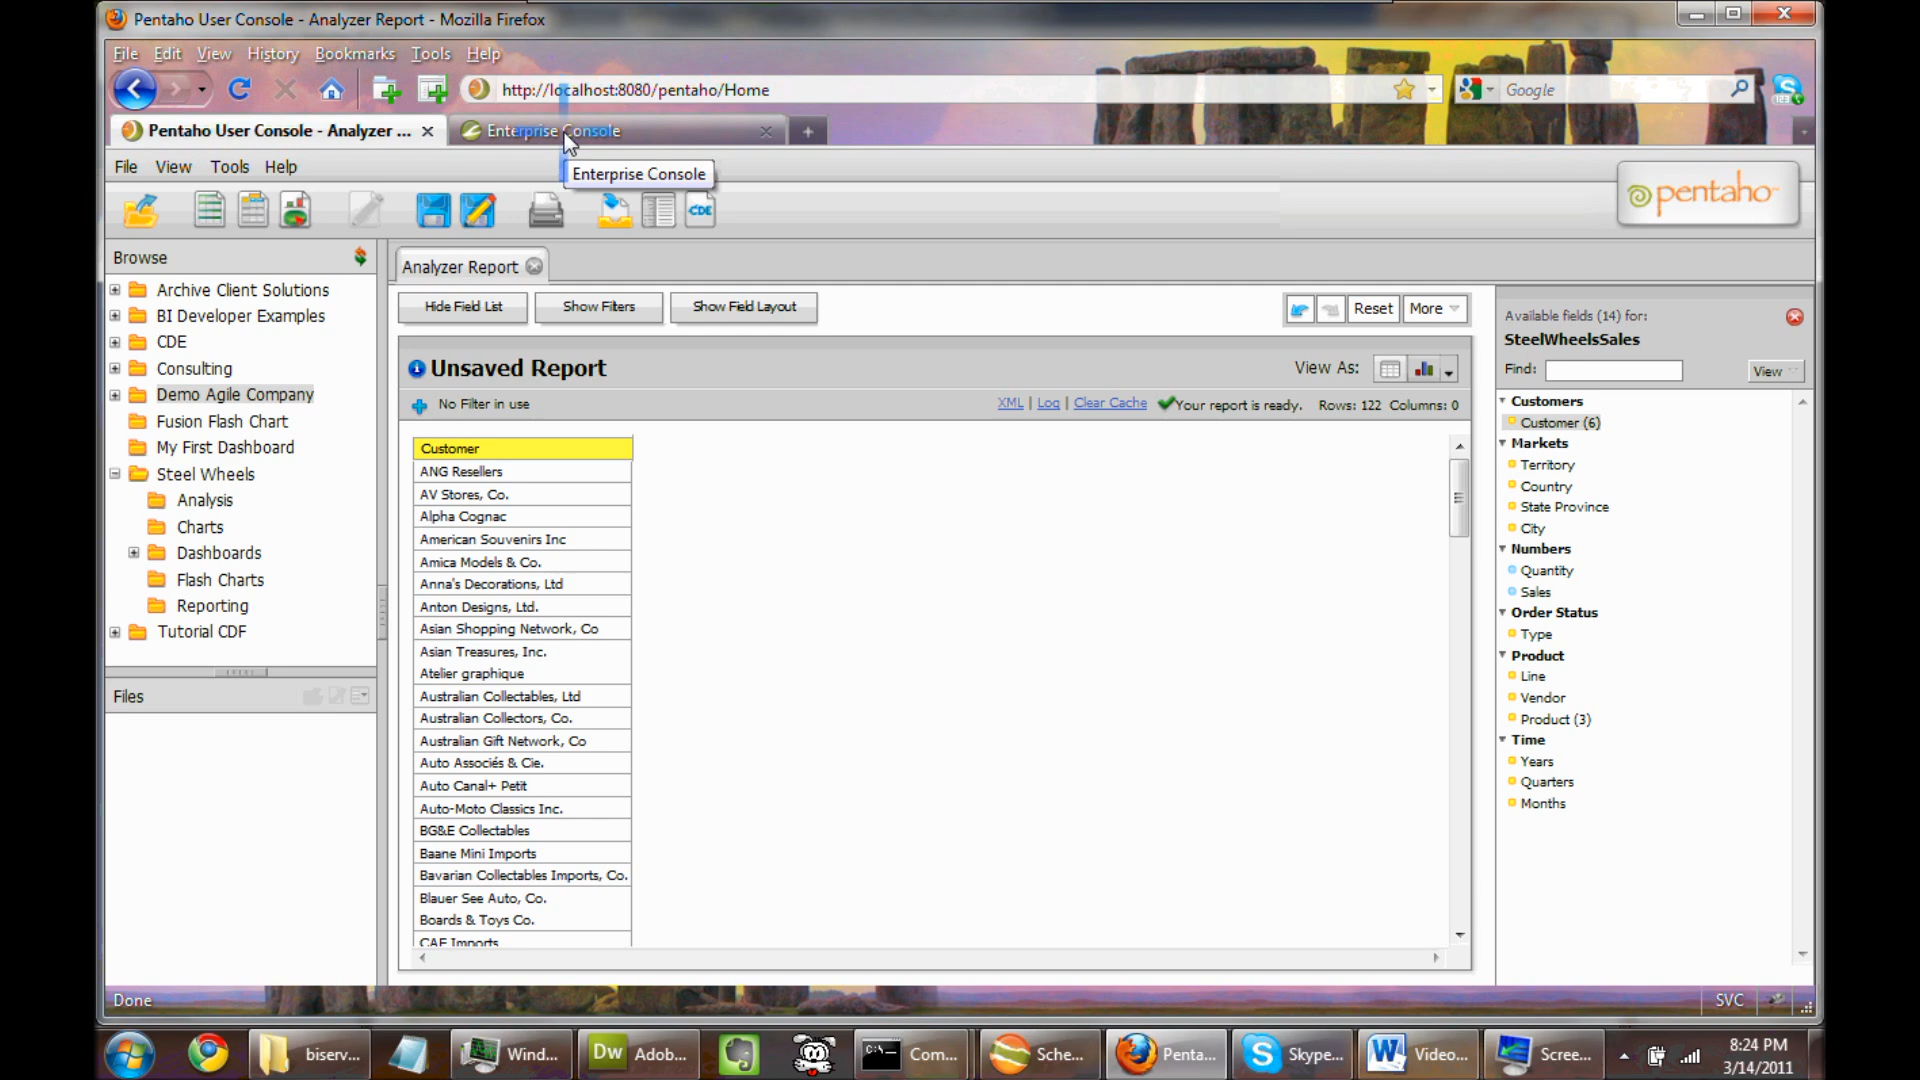 Pentaho User Console - Analyzer Report - Mozilla Firefox
File Edit View History Bookmarks Tools Help
http://localhost:8080/pentaho/Home
Google
Pentaho User Console - Analyzer ...
Enterprise Console
File View Tools Help
Enterprise Console
CDE
pentaho
Browse
Archive Client Solutions
BI Developer Examples
CDE
Consulting
Demo Agile Company
Fusion Flash Chart
My First Dashboard
Steel Wheels
Analysis
Charts
Dashboards
Flash Charts
Reporting
Tutorial CDF
Files
Analyzer Report
Hide Field List
Show Filters
Show Field Layout
Reset
More
Unsaved Report
View As:
No Filter in use
XML | Log | Clear Cache
Your report is ready. Rows: 122 Columns: 0
Customer
ANG Resellers
AV Stores, Co.
Alpha Cognac
American Souvenirs Inc
Amica Models & Co.
Anna's Decorations, Ltd
Anton Designs, Ltd.
Asian Shopping Network, Co
Asian Treasures, Inc.
Atelier graphique
Australian Collectables, Ltd
Australian Collectors, Co.
Australian Gift Network, Co
Auto Associés & Cie.
Auto Canal+ Petit
Auto-Moto Classics Inc.
BG&E Collectables
Baane Mini Imports
Bavarian Collectables Imports, Co.
Blauer See Auto, Co.
Boards & Toys Co.
CAF Imports
Available fields (14) for:
SteelWheelsSales
Find:
View
Customers
Customer (6)
Markets
Territory
Country
State Province
City
Numbers
Quantity
Sales
Order Status
Type
Product
Line
Vendor
Product (3)
Time
Years
Quarters
Months
Done
SVC
biserv...
Wind...
Dw Adob...
Com...
Sche...
Penta...
Skype...
Video...
Scree...
8:24 PM
3/14/2011